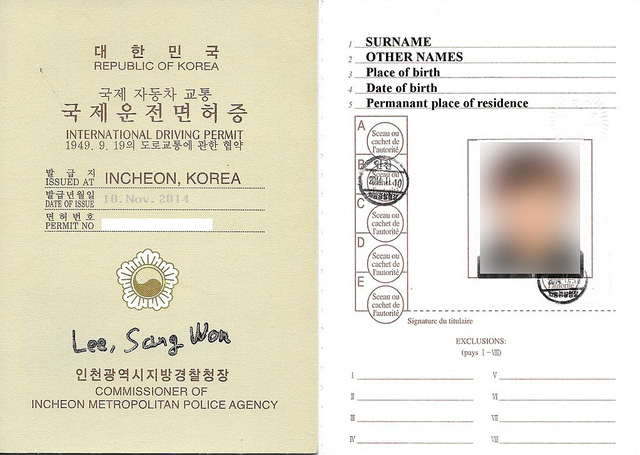 대 한 민 국
REPUBLIC OF KOREA
국제 자동차 교통
국제운전면허증
INTERNATIONAL DRIVING PERMIT
1949. 9. 19의 도로교통에 관한 협약
발 급 지
ISSUED AT INCHEON, KOREA
발급년월일
DATE OF ISSUE 10.Nov.2014
면 허 번 호
PERMIT NO
Lee, Sang Won
인천광역시지방경찰청장
COMMISSIONER OF
INCHEON METROPOLITAN POLICE AGENCY
1 SURNAME
2 OTHER NAMES
3 Place of birth
4 Date of birth
5 Permanant place of residence
A
Sceau ou
cachet de
l'autorité
B
인천
2014.11.10
C
Sceau ou
cachet de
l'autorité
D
Sceau ou
cachet de
l'autorité
E
Sceau ou
cachet de
l'autorité
l'autorité
Signature du titulaire
EXCLUSIONS:
(pays I-VIII)
I
II
III
IV
V
VI
VII
VIII